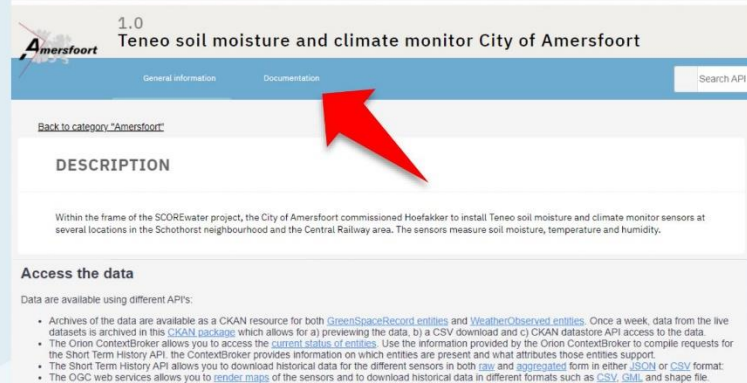 Amersfoort
1.0
Teneo soil moisture and climate monitor City of Amersfoort
General information
Documentation
Search API
Back to category "Amersfoort"
DESCRIPTION
Within the frame of the SCOREwater project, the City of Amersfoort commissioned Hoefakker to install Teneo soil moisture and climate monitor sensors at
several locations in the Schothorst neighbourhood and the Central Railway area. The sensors measure soil moisture, temperature and humidity.
Access the data
Data are available using different API's:
• Archives of the data are available as a CKAN resource for both GreenSpaceRecord entities and WeatherObserved entities. Once a week, data from the live
datasets is archived in this CKAN package which allows for a) previewing the data, b) a CSV download and c) CKAN datastore API access to the data.
• The Orion ContextBroker allows you to access the current status of entities. Use the information provided by the Orion ContextBroker to compile requests for
the Short Term History API. the ContextBroker provides information on which entities are present and what attributes those entities support.
• The Short Term History API allows you to download historical data for the different sensors in both raw and aggregated form in either JSON or CSV format:
• The OGC web services allows you to render maps of the sensors and to download historical data in different formats such as CSV, GML and shape file.